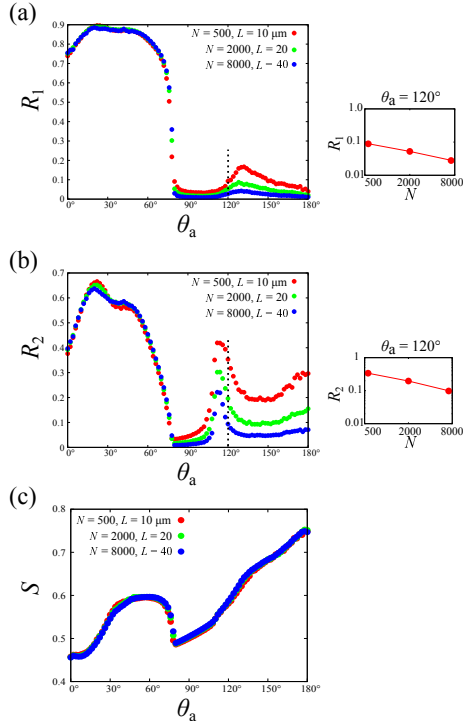 (a)
N = 500, L = 10 μm
N = 2000, L = 20
N = 8000, L − 40
R1
0.9
0.8
0.7
0.6
0.5
0.4
0.3
0.2
0.1
0
0° 30° 60° 90° 120° 150° 180°
θa
θa = 120°
R1
1.0
0.1
0.01
500 2000 8000
N
(b)
N = 500, L = 10 μm
N = 2000, L = 20
N = 8000, L − 40
R2
0.7
0.6
0.5
0.4
0.3
0.2
0.1
0
0° 30° 60° 90° 120° 150° 180°
θa
θa = 120°
R2
1
0.1
0.01
500 2000 8000
N
(c)
N = 500, L = 10 μm
N = 2000, L = 20
N = 8000, L − 40
S
0.8
0.7
0.6
0.5
0.4
0° 30° 60° 90° 120° 150° 180°
θa